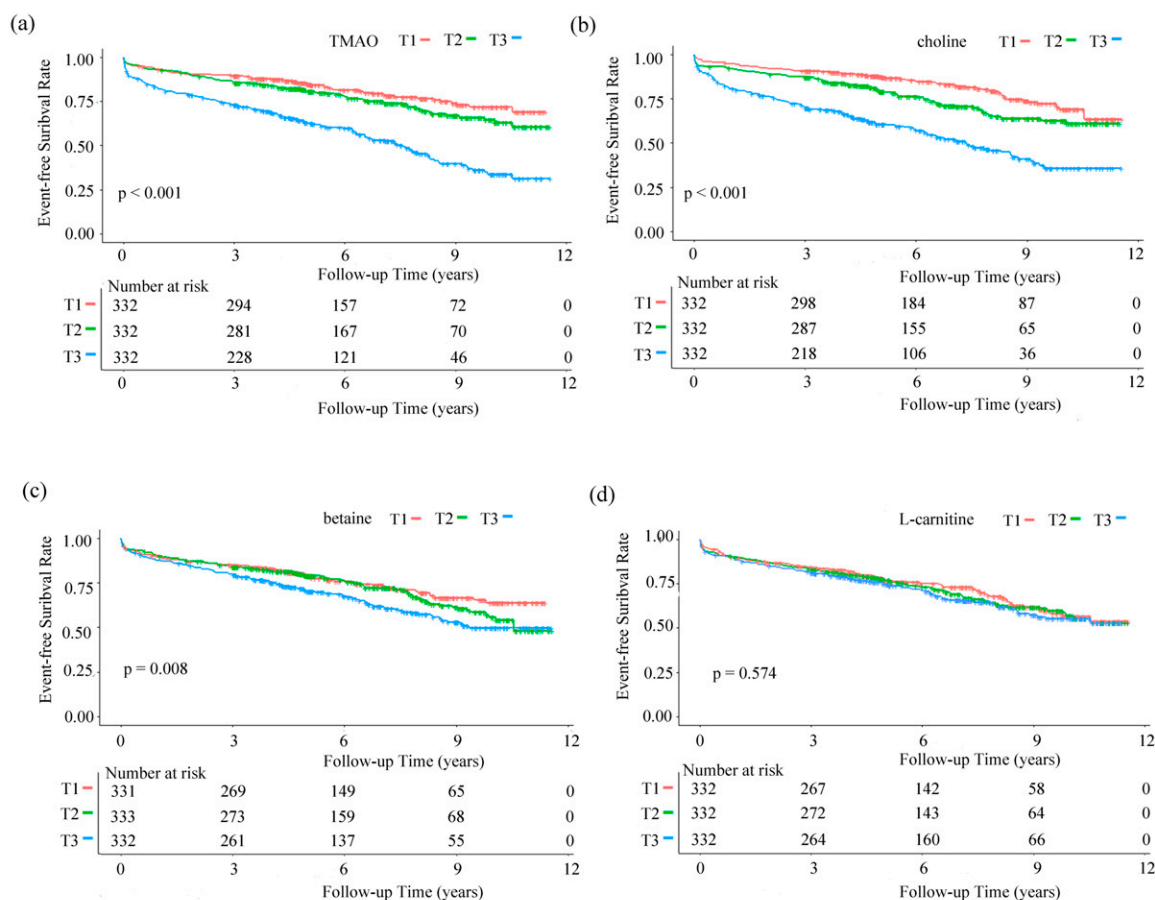 (a)
TMAO T1 T2 T3
Event-free Suribval Rate
1.00
0.75
0.50
0.25
0.00
p < 0.001
0 3 6 9 12
Follow-up Time (years)
Number at risk
T1 332 294 157 72 0
T2 332 281 167 70 0
T3 332 228 121 46 0
0 3 6 9 12
Follow-up Time (years)
(b)
choline T1 T2 T3
Event-free Suribval Rate
1.00
0.75
0.50
0.25
0.00
p < 0.001
0 3 6 9 12
Follow-up Time (years)
Number at risk
T1 332 298 184 87 0
T2 332 287 155 65 0
T3 332 218 106 36 0
0 3 6 9 12
Follow-up Time (years)
(c)
betaine T1 T2 T3
Event-free Suribval Rate
1.00
0.75
0.50
0.25
0.00
p = 0.008
0 3 6 9 12
Follow-up Time (years)
Number at risk
T1 331 269 149 65 0
T2 333 273 159 68 0
T3 332 261 137 55 0
0 3 6 9 12
Follow-up Time (years)
(d)
L-carnitine T1 T2 T3
Event-free Suribval Rate
1.00
0.75
0.50
0.25
0.00
p = 0.574
0 3 6 9 12
Follow-up Time (years)
Number at risk
T1 332 267 142 58 0
T2 332 272 143 64 0
T3 332 264 160 66 0
0 3 6 9 12
Follow-up Time (years)